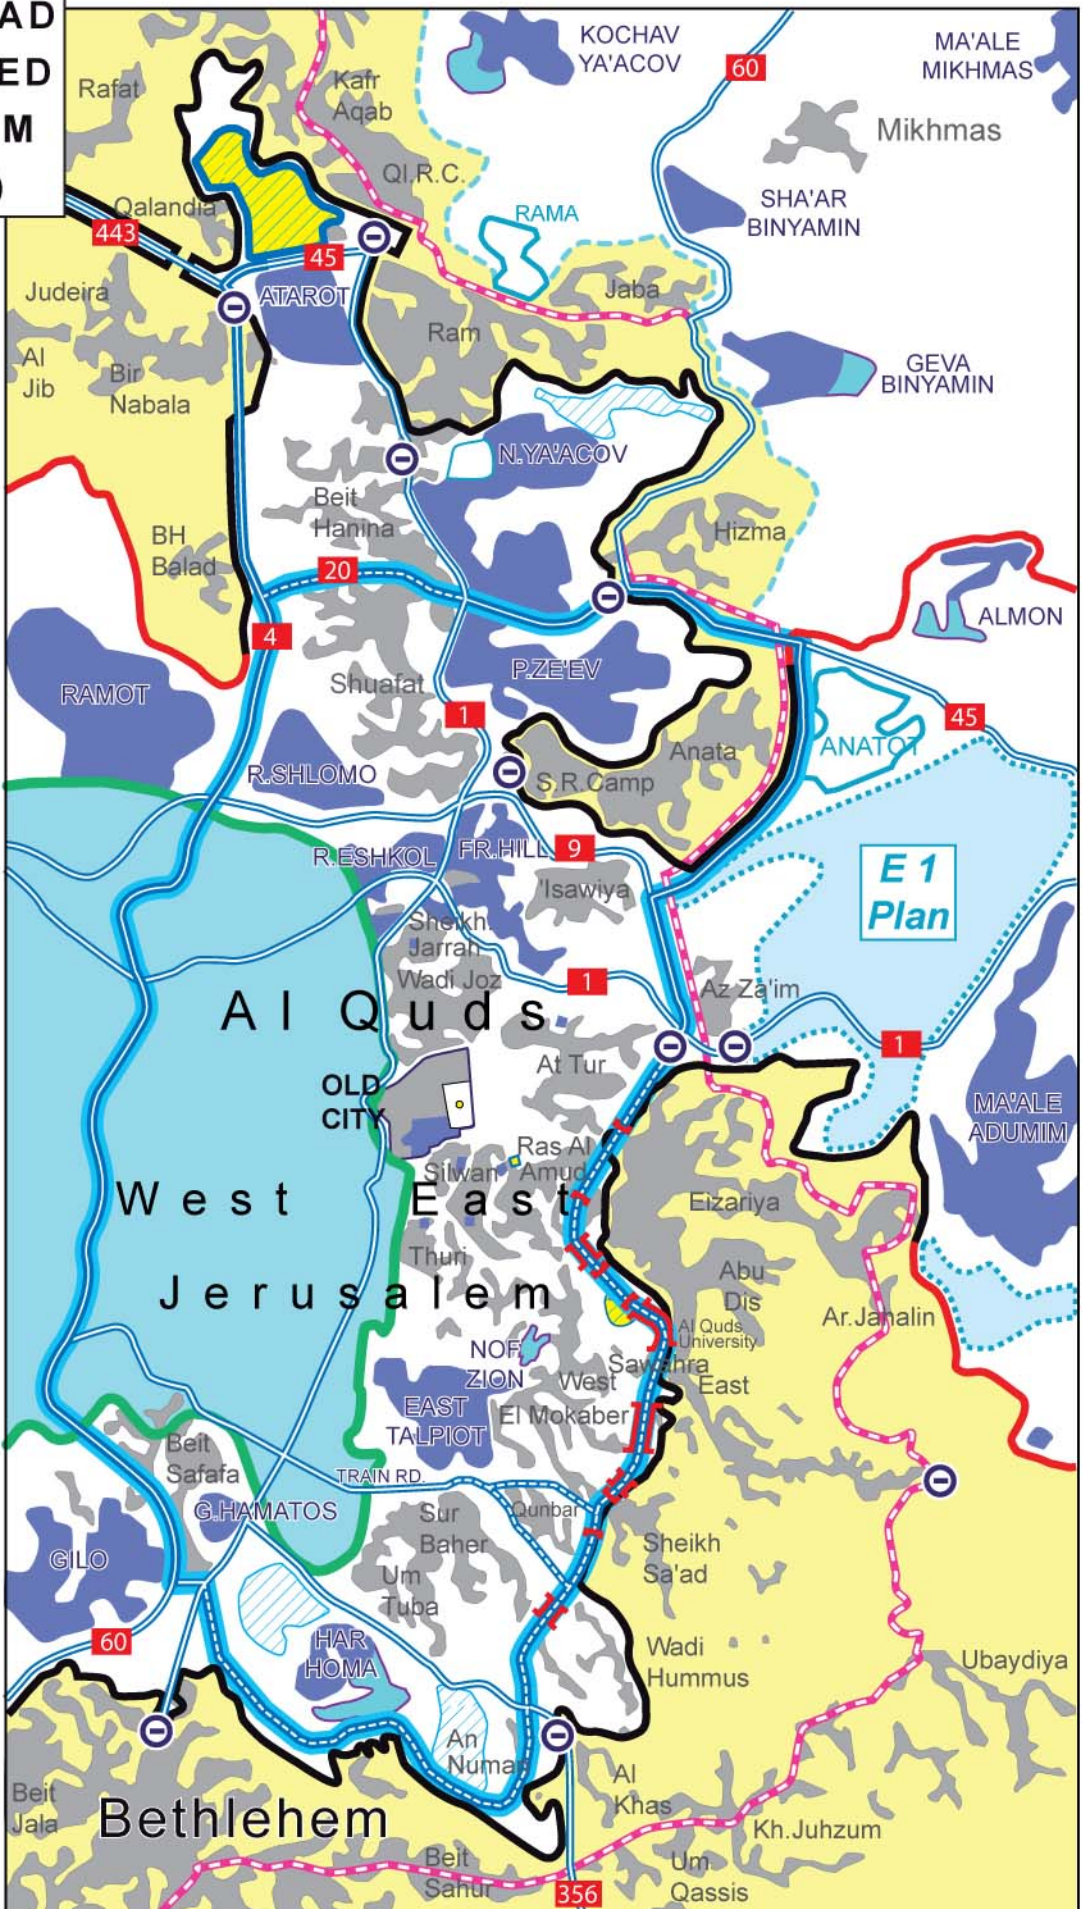 AD
ED
M
)
KOCHAV
YA'ACOV
60
MA'ALE
MIKHMAS
Rafat
Kafr
Aqab
Mikhmas
QI,R.C.
SHA'AR
BINYAMIN
RAMA
Qalandia
443
45
ATAROT
Judeira
Jaba
Ram
Al
Jib
Bir
Nabala
GEVA
BINYAMIN
N.YA'ACOV
Beit
Hanina
BH
Balad
Hizma
20
4
ALMON
P.ZE'EV
RAMOT
Shuafat
1
45
ANATOT
Anata
R.SHLOMO
S.R.Camp
R.ESHKOL
FR.HILL
9
'Isawiya
E 1
Plan
Sheikh
Jarrah
Wadi Joz
Az Za'im
1
Al Quds
1
At Tur
OLD
CITY
MA'ALE
ADUMIM
Ras Al
Amud
Silwan
West East
Eizariya
Thuri
Abu
Dis
Jerusalem
Ar.Janalin
Al Quds
University
NOF
ZION
Sawahra
West
East
EAST
TALPIOT
El Mokaber
Beit
Safafa
TRAIN RD.
G.HAMATOS
Sur
Baher
Qunbar
GILO
Sheikh
Sa'ad
Um
Tuba
60
HAR
HOMA
Wadi
Hummus
Ubaydiya
An
Numan
Al
Khas
Beit
Jala
Bethlehem
Kh.Juhzum
Beit
Sahur
Um
Qassis
356